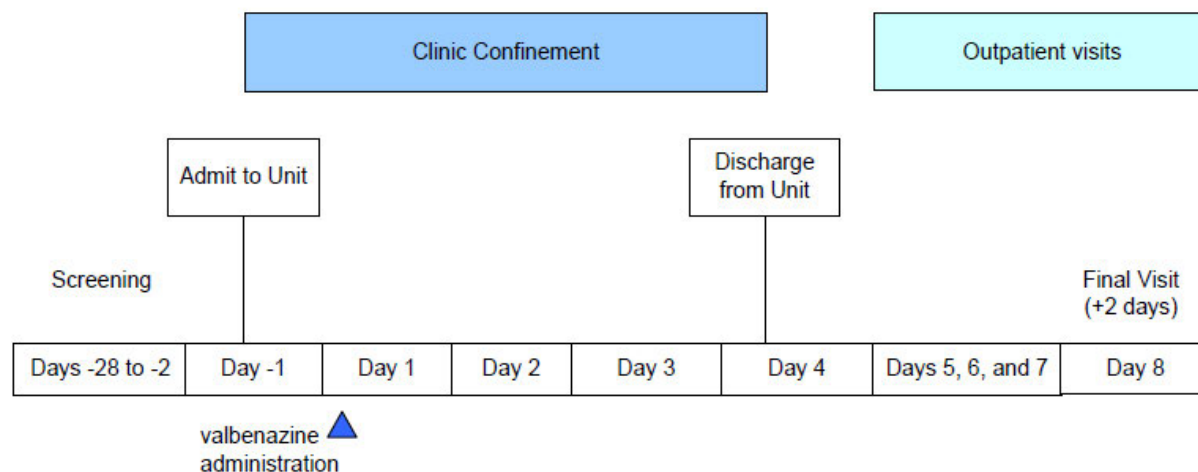 Clinic Confinement
Outpatient visits
Admit to Unit
Discharge
from Unit
Screening
Final Visit
(+2 days)
Days -28 to -2
Day -1
Day 1
Day 2
Day 3
Day 4
Days 5, 6, and 7
Day 8
valbenazine
administration